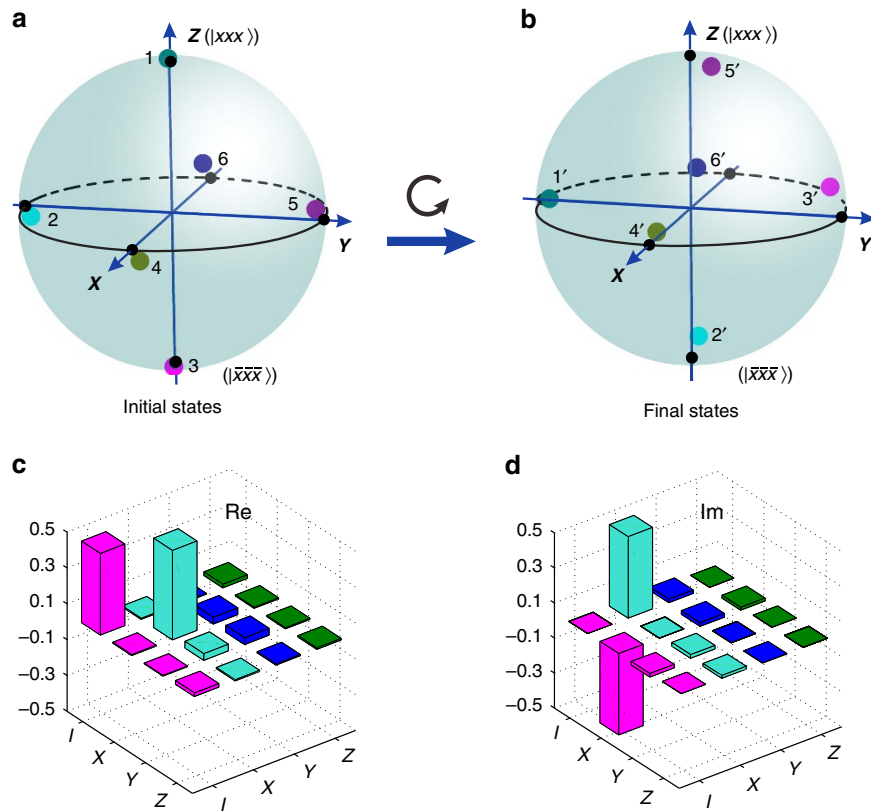 a
Z (|xxx⟩)
1
6
2
5
Y
4
X
3
(|x̅x̅x̅⟩)
Initial states
b
Z (|xxx⟩)
5′
1′
6′
3′
4′
Y
X
2′
(|x̅x̅x̅⟩)
Final states
c
Re
0.5
0.3
0.1
−0.1
−0.3
−0.5
I
X
Y
Z
I
X
Y
Z
d
Im
0.5
0.3
0.1
−0.1
−0.3
−0.5
I
X
Y
Z
I
X
Y
Z